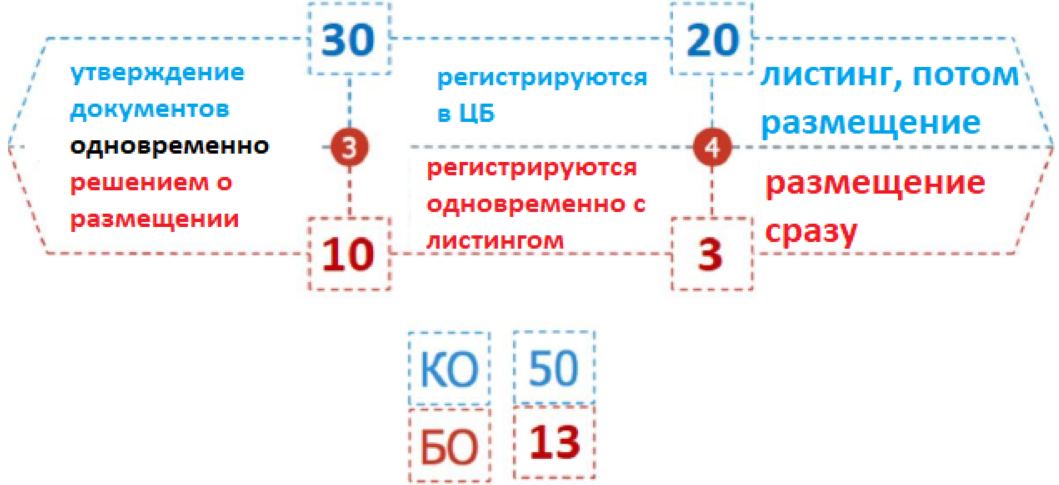 30
20
утверждение
документов
одновременно
решением о
размещении
3
регистрируются
в ЦБ
регистрируются
одновременно с
листингом
4
листинг, потом
размещение
размещение
сразу
10
3
КО
50
БО
13